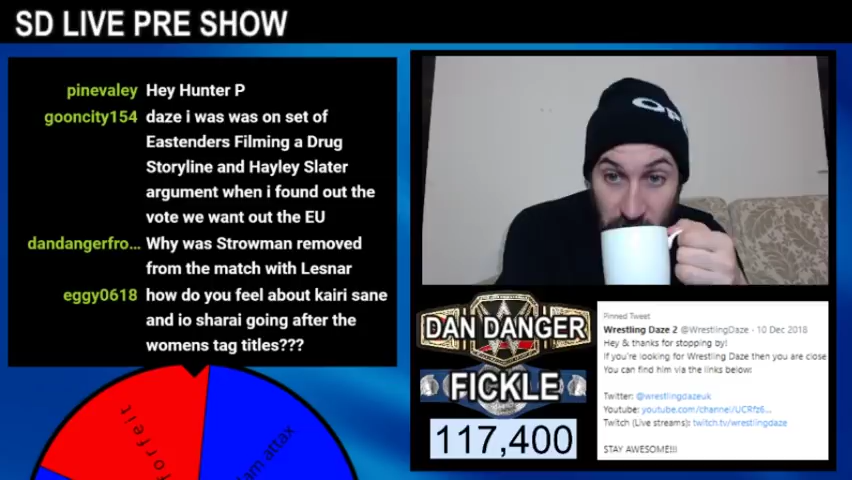 SD LIVE PRE SHOW
pinevaley Hey Hunter P
gooncity154 daze i was was on set of
Eastenders Filming a Drug
Storyline and Hayley Slater
argument when i found out the
vote we want out the EU
dandangerfro... Why was Strowman removed
from the match with Lesnar
eggy0618 how do you feel about kairi sane
and io sharai going after the
womens tag titles???
forfeit
am attax
Op
DAN DANGER
FICKLE
117,400
Pinned Tweet
Wrestling Daze 2 @WrestlingDaze - 10 Dec 2018
Hey & thanks for stopping by!
If you're looking for Wrestling Daze then you are close
You can find him via the links below:
Twitter: @wrestlingdazeuk
Youtube: youtube.com/channel/UCRfz6...
Twitch (Live streams): twitch.tv/wrestlingdaze
STAY AWESOME!!!